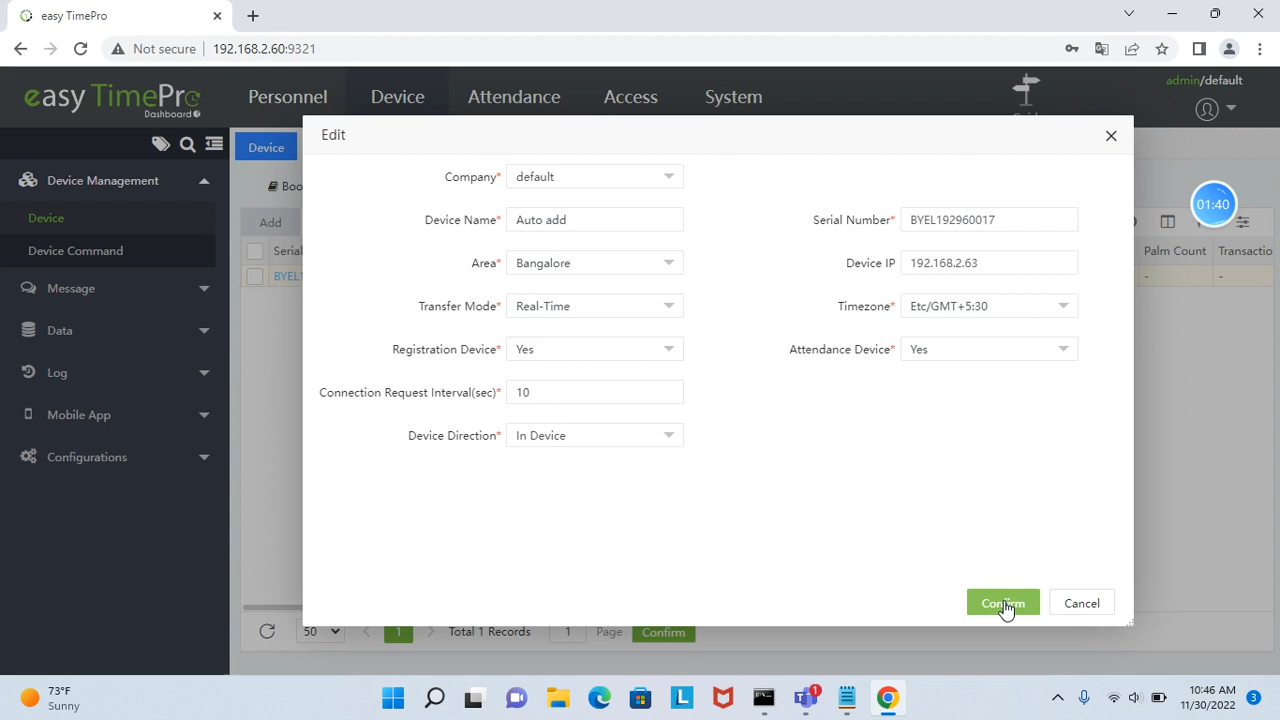 easy TimePro
Not secure 192.168.2.60:9321
easy TimePro
Dashboard
Personnel Device Attendance Access System
admin/default
Device
Edit
Device Management
Company* default
Boo
Device
Add
Device Name* Auto add Serial Number* BYEL192960017
01:40
Device Command
Serial
Palm Count Transactio
Area* Bangalore Device IP 192.168.2.63
BYEL1 - -
Message
Transfer Mode* Real-Time Timezone* Etc/GMT+5:30
Data
Registration Device* Yes Attendance Device* Yes
Log
Connection Request Interval(sec)* 10
Mobile App
Device Direction* In Device
Configurations
Confirm Cancel
50 1 Total 1 Records 1 Page Confirm
73°F
Sunny
1
10:46 AM
11/30/2022
3